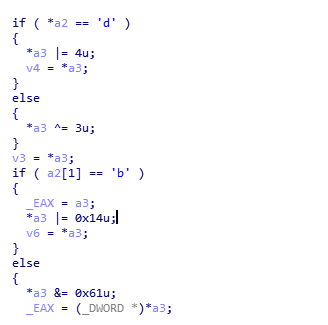 if ( *a2 == 'd' )
{
*a3 |= 4u;
v4 = *a3;
}
else
{
*a3 ^= 3u;
}
v3 = *a3;
if ( a2[1] == 'b' )
{
_EAX = a3;
*a3 |= 0x14u;
v6 = *a3;
}
else
{
*a3 &= 0x61u;
_EAX = (_DWORD *)*a3;